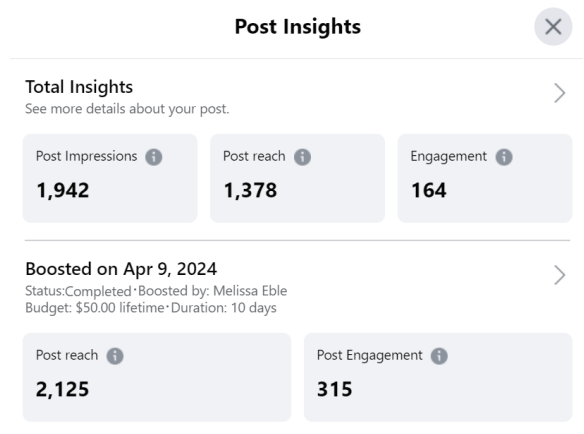 Post Insights
Total Insights
See more details about your post.
Post Impressions
Post reach
Engagement
1,942
1,378
164
Boosted on Apr 9, 2024
Status:Completed·Boosted by: Melissa Eble
Budget: $50.00 lifetime·Duration: 10 days
Post reach
Post Engagement
2,125
315